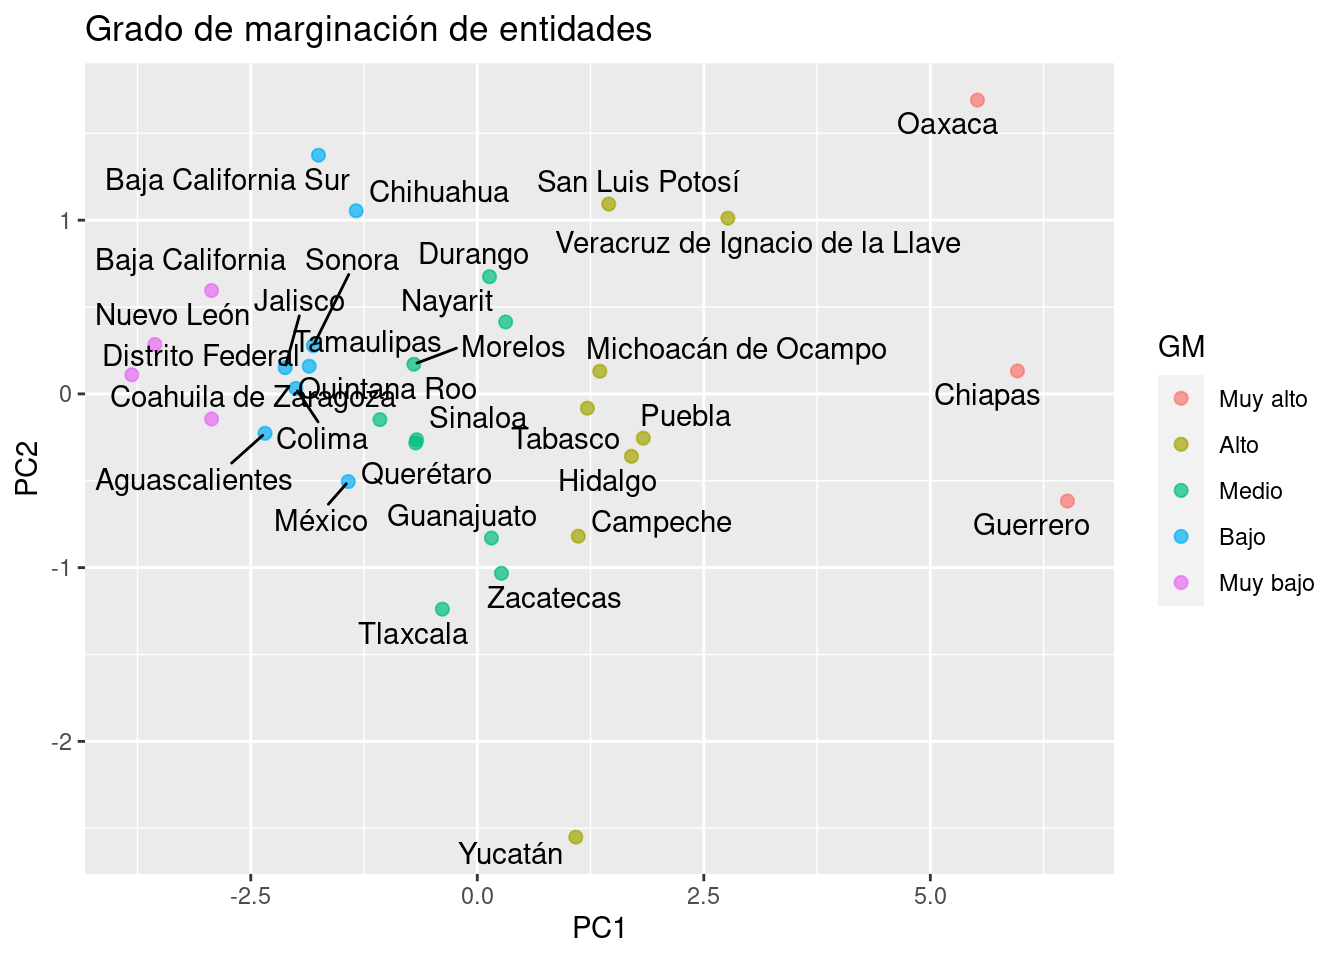 Grado de marginación de entidades
Oaxaca
Baja California Sur
Chihuahua
San Luis Potosí
Veracruz de Ignacio de la Llave
Baja California
Sonora
Durango
Jalisco
Nayarit
Nuevo León
Tamaulipas
Morelos
Michoacán de Ocampo
Distrito Federal
Quintana Roo
Coahuila de Zaragoza
Chiapas
Sinaloa
Puebla
Colima
Tabasco
Aguascalientes
Querétaro
Hidalgo
México
Guanajuato
Campeche
Guerrero
Zacatecas
Tlaxcala
Yucatán
1
0
-1
-2
PC2
-2.5
0.0
2.5
5.0
PC1
GM
Muy alto
Alto
Medio
Bajo
Muy bajo